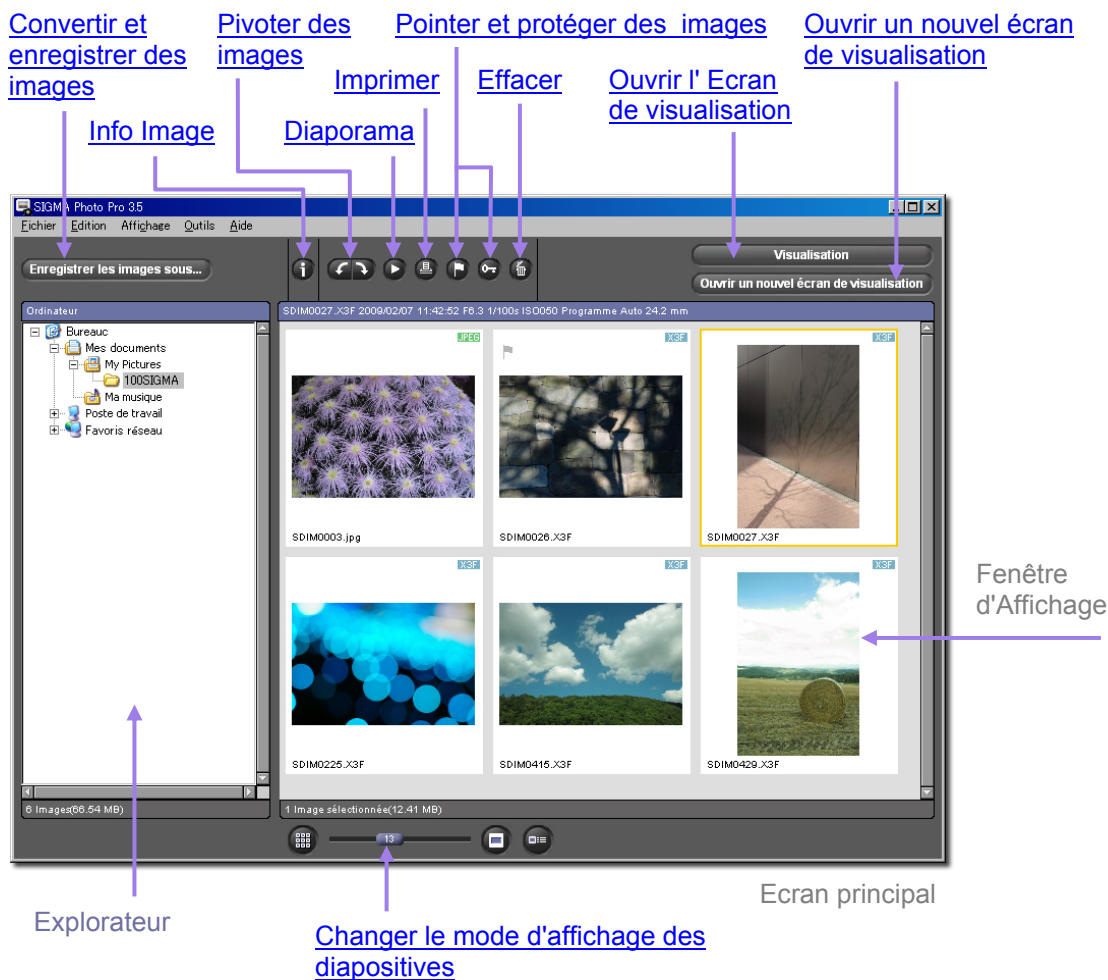 Convertir et
enregistrer des
images
Pivoter des
images
Pointer et protéger des images
Ouvrir un nouvel écran
de visualisation
Imprimer
Effacer
Ouvrir l' Ecran
de visualisation
Info Image
Diaporama
SIGMA Photo Pro 3.5
Fichier Edition Affichage Outils Aide
Enregistrer les images sous...
Visualisation
Ouvrir un nouvel écran de visualisation
Ordinateur
Bureauc
Mes documents
My Pictures
100SIGMA
Ma musique
Poste de travail
Favoris réseau
6 Images(66.54 MB)
SDIM0027.X3F 2009/02/07 11:42:52 F6.3 1/100s ISO050 Programme Auto 24.2 mm
JPEG
X3F
X3F
SDIM0003.jpg
SDIM0026.X3F
SDIM0027.X3F
X3F
X3F
X3F
SDIM0225.X3F
SDIM0415.X3F
SDIM0429.X3F
1 Image sélectionnée(12.41 MB)
13
Fenêtre
d'Affichage
Ecran principal
Explorateur
Changer le mode d'affichage des
diapositives